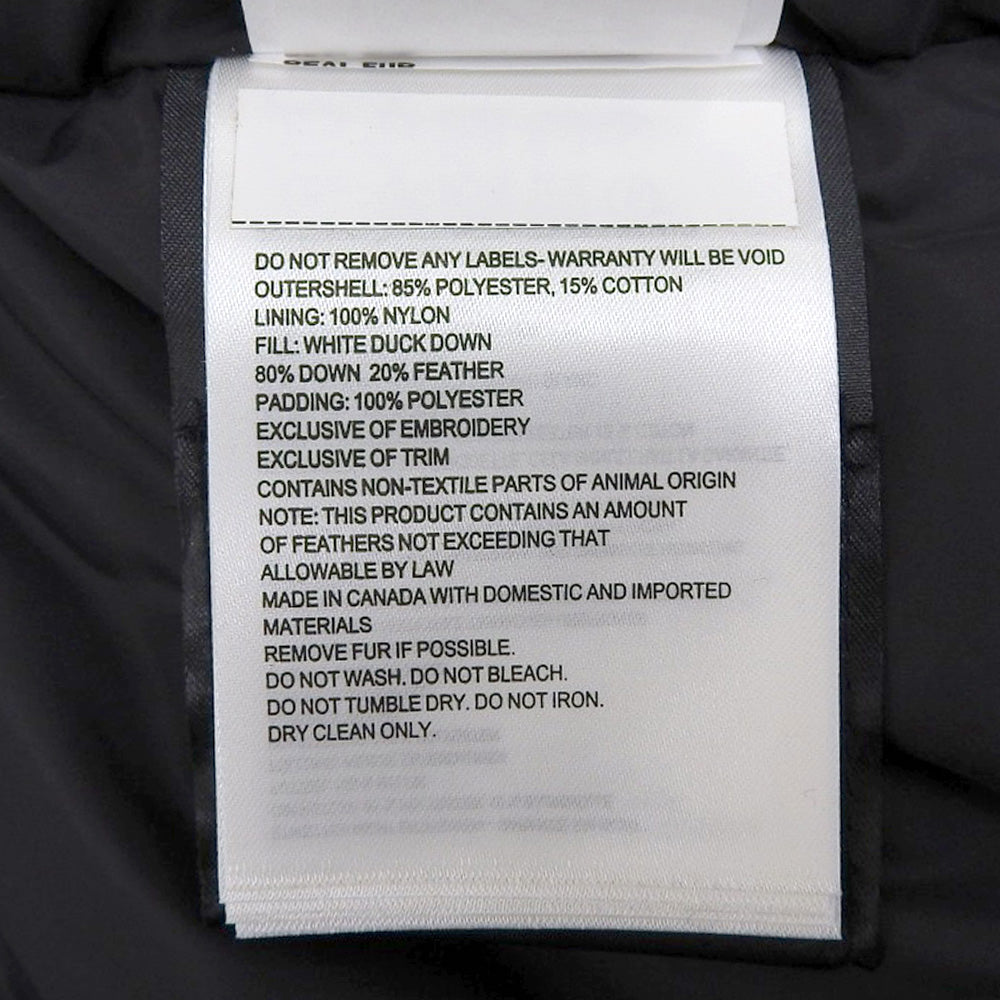 REAL FUR
DO NOT REMOVE ANY LABELS- WARRANTY WILL BE VOID
OUTERSHELL: 85% POLYESTER, 15% COTTON
LINING: 100% NYLON
FILL: WHITE DUCK DOWN
80% DOWN 20% FEATHER
PADDING: 100% POLYESTER
EXCLUSIVE OF EMBROIDERY
EXCLUSIVE OF TRIM
CONTAINS NON-TEXTILE PARTS OF ANIMAL ORIGIN
NOTE: THIS PRODUCT CONTAINS AN AMOUNT
OF FEATHERS NOT EXCEEDING THAT
ALLOWABLE BY LAW
MADE IN CANADA WITH DOMESTIC AND IMPORTED
MATERIALS
REMOVE FUR IF POSSIBLE.
DO NOT WASH. DO NOT BLEACH.
DO NOT TUMBLE DRY. DO NOT IRON.
DRY CLEAN ONLY.